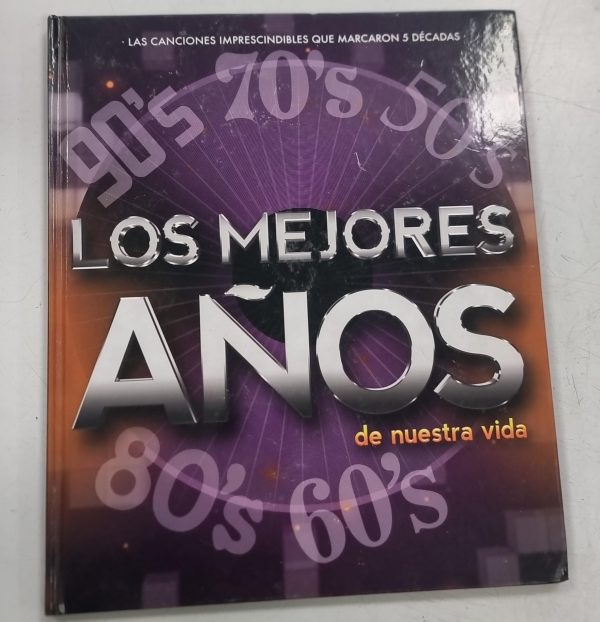 · LAS CANCIONES IMPRESCINDIBLES QUE MARCARON 5 DÉCADAS
90's 70's 50's
LOS MEJORES
AÑOS
de nuestra vida
80's 60's